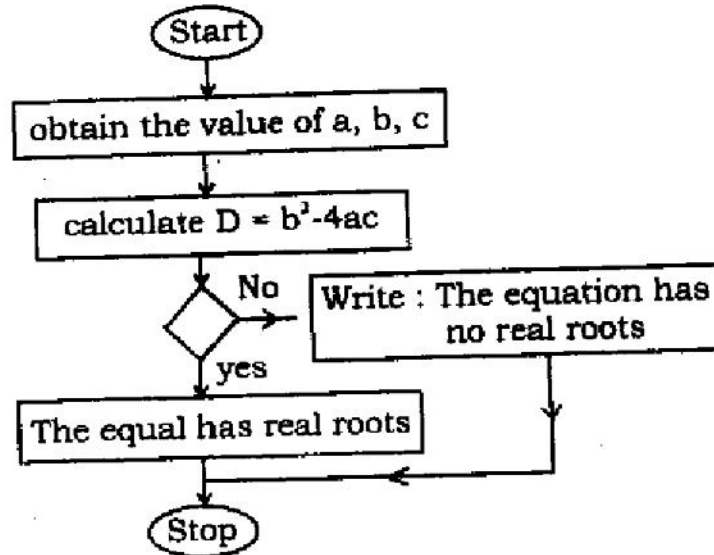 Start
obtain the value of a, b, c
calculate D = b²-4ac
No
Write : The equation has
no real roots
yes
The equal has real roots
Stop